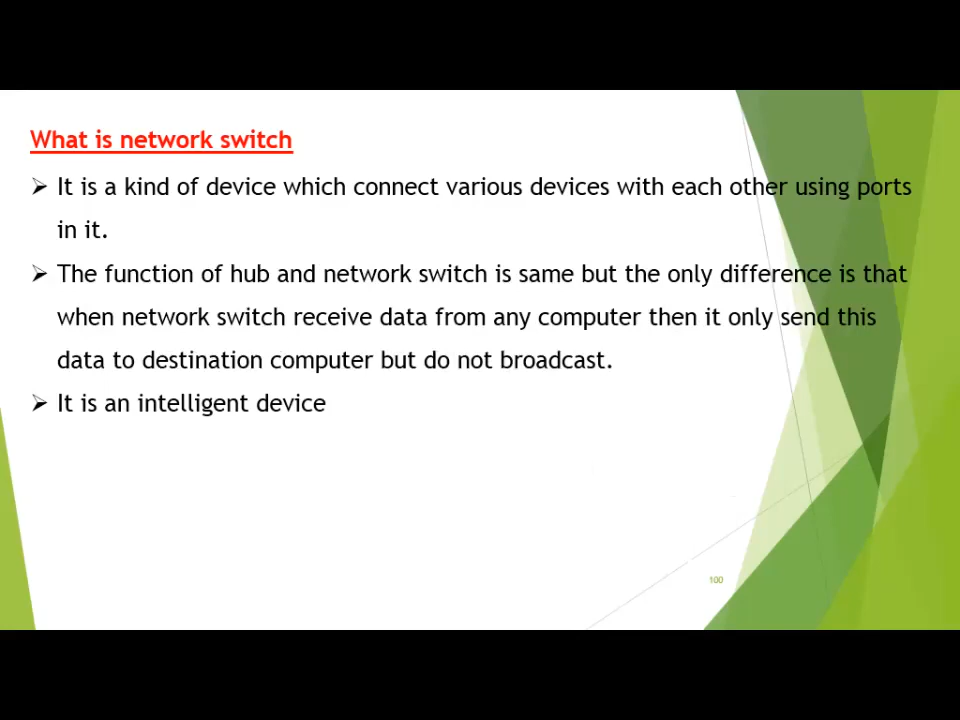 What is network switch
➢ It is a kind of device which connect various devices with each other using ports
in it.
➢ The function of hub and network switch is same but the only difference is that
when network switch receive data from any computer then it only send this
data to destination computer but do not broadcast.
➢ It is an intelligent device
100